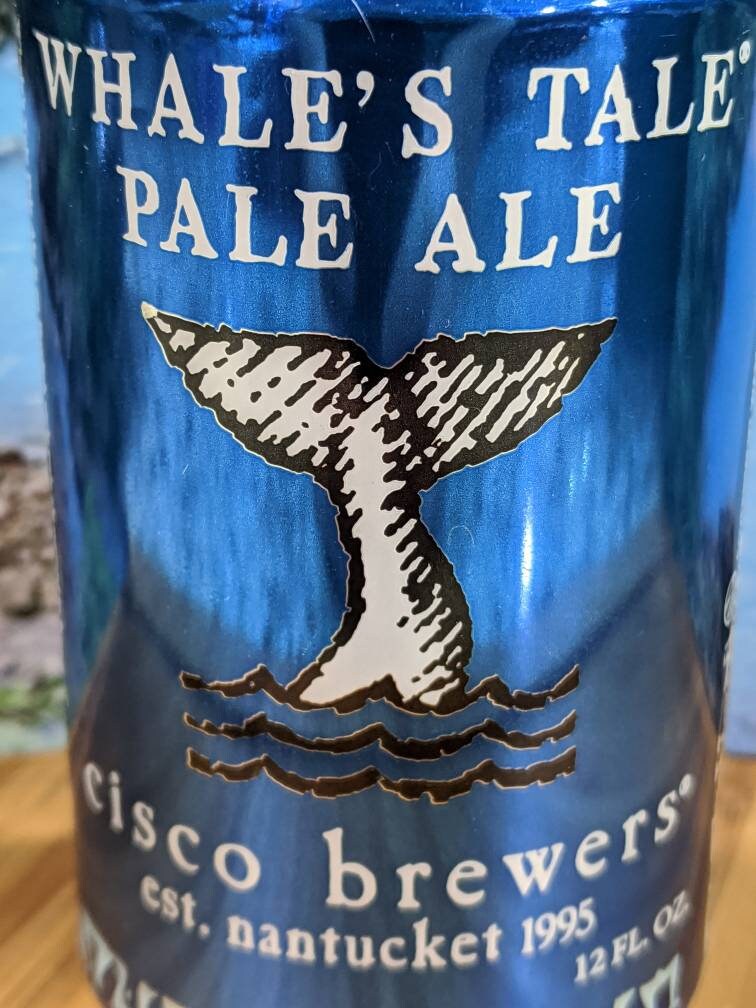 WHALE'S TALE®
PALE ALE
cisco brewers®
est. nantucket 1995
12 FL. OZ.